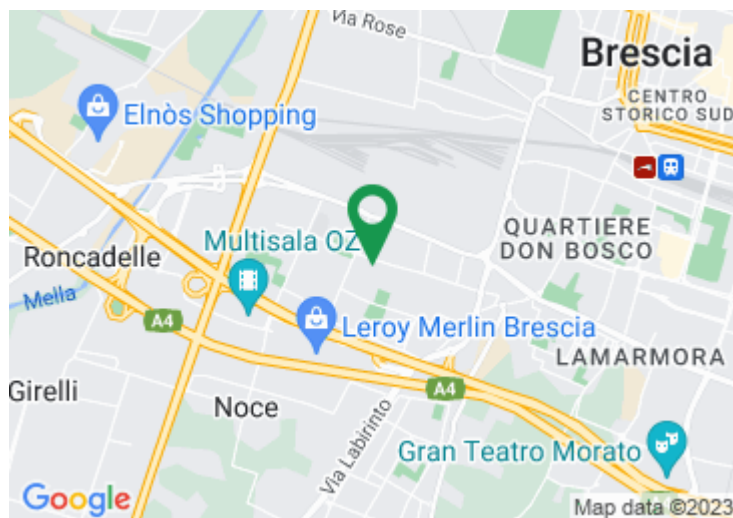 Via Rose
Brescia
CENTRO
STORICO SUD
Elnòs Shopping
QUARTIERE
DON BOSCO
Multisala OZ
Roncadelle
Mella
A4
Leroy Merlin Brescia
LAMARMORA
A4
Girelli
Noce
Via Labirinto
Gran Teatro Morato
Google
Map data ©2023